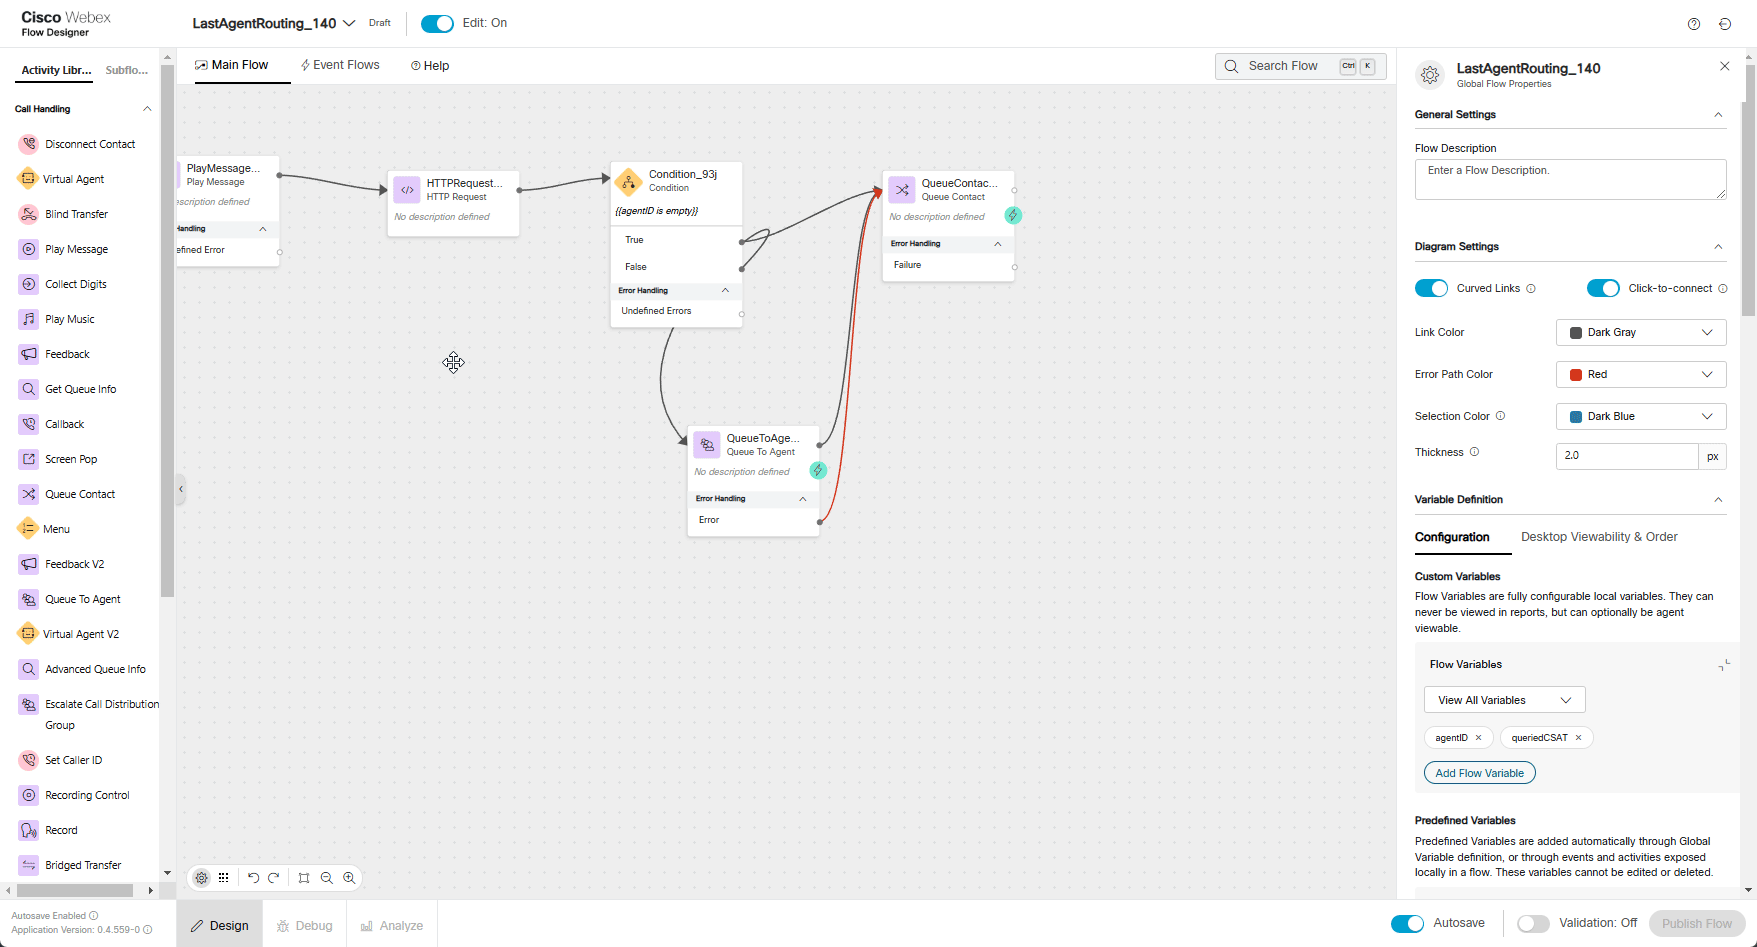 Cisco Webex
Flow Designer
LastAgentRouting_140
Draft
Edit: On
Activity Libr...
Subflo...
Call Handling
Disconnect Contact
Virtual Agent
Blind Transfer
Play Message
Collect Digits
Play Music
Feedback
Get Queue Info
Callback
Screen Pop
Queue Contact
Menu
Feedback V2
Queue To Agent
Virtual Agent V2
Advanced Queue Info
Escalate Call Distribution
Group
Set Caller ID
Recording Control
Record
Bridged Transfer
Autosave Enabled
Application Version: 0.4.559-0
Main Flow
Event Flows
Help
Search Flow
Ctrl
K
PlayMessage...
Play Message
escription defined
Handling
efined Error
HTTPRequest...
HTTP Request
No description defined
Condition_93j
Condition
{{agentID is empty}}
True
False
Error Handling
Undefined Errors
QueueContac...
Queue Contact
No description defined
Error Handling
Failure
QueueToAge...
Queue To Agent
No description defined
Error Handling
Error
Design
Debug
Analyze
LastAgentRouting_140
Global Flow Properties
General Settings
Flow Description
Enter a Flow Description.
Diagram Settings
Curved Links
Click-to-connect
Link Color
Dark Gray
Error Path Color
Red
Selection Color
Dark Blue
Thickness
2.0
px
Variable Definition
Configuration
Desktop Viewability & Order
Custom Variables
Flow Variables are fully configurable local variables. They can
never be viewed in reports, but can optionally be agent
viewable.
Flow Variables
View All Variables
agentID
queriedCSAT
Add Flow Variable
Predefined Variables
Predefined Variables are added automatically through Global
Variable definition, or through events and activities exposed
locally in a flow. These variables cannot be edited or deleted.
Autosave
Validation: Off
Publish Flow